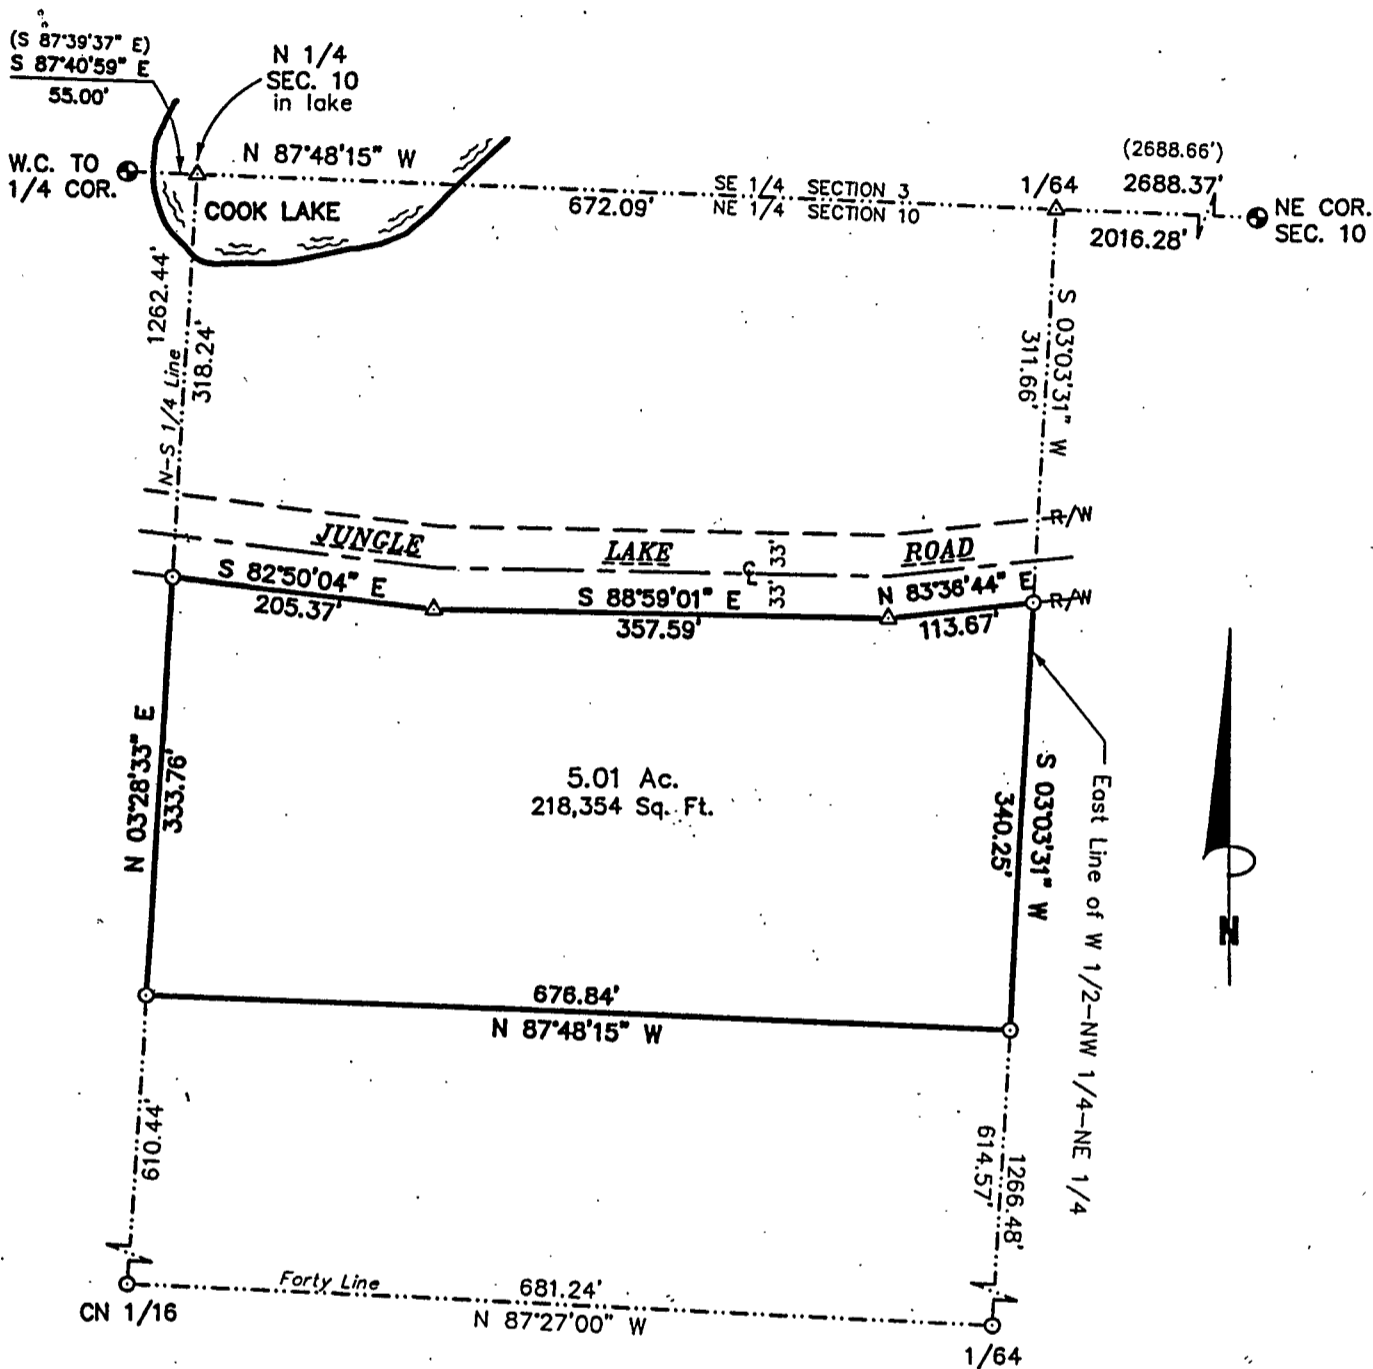 (S 87°39'37" E)
S 87°40'59" E
55.00'
N 1/4
SEC. 10
in lake
W.C. TO
1/4 COR.
N 87°48'15" W
COOK LAKE
672.09'
SE 1/4 SECTION 3
NE 1/4 SECTION 10
1/64
(2688.66')
2688.37'
2016.28'
NE COR.
SEC. 10
1262.44'
318.24'
N-S 1/4 Line
S 03°03'31" W
311.66'
R/W
JUNGLE LAKE ROAD
33'
33'
R/W
S 82°50'04" E
205.37'
S 88°59'01" E
357.59'
N 83°36'44" E
113.67'
N 03°28'33" E
333.76'
5.01 Ac.
218,354 Sq. Ft.
S 03°03'31" W
340.25'
East Line of W 1/2-NW 1/4-NE 1/4
N
676.84'
N 87°48'15" W
610.44'
614.57'
1266.48'
Forty Line
681.24'
N 87°27'00" W
CN 1/16
1/64